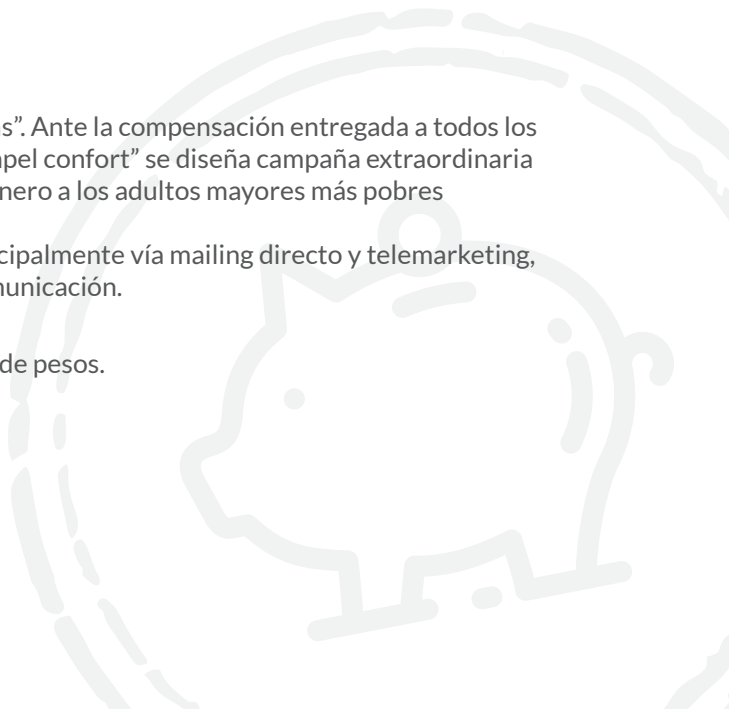 s”. Ante la compensación entregada a todos los
apel confort” se diseña campaña extraordinaria
nero a los adultos mayores más pobres
cipalmente vía mailing directo y telemarketing,
nunicación.
de pesos.